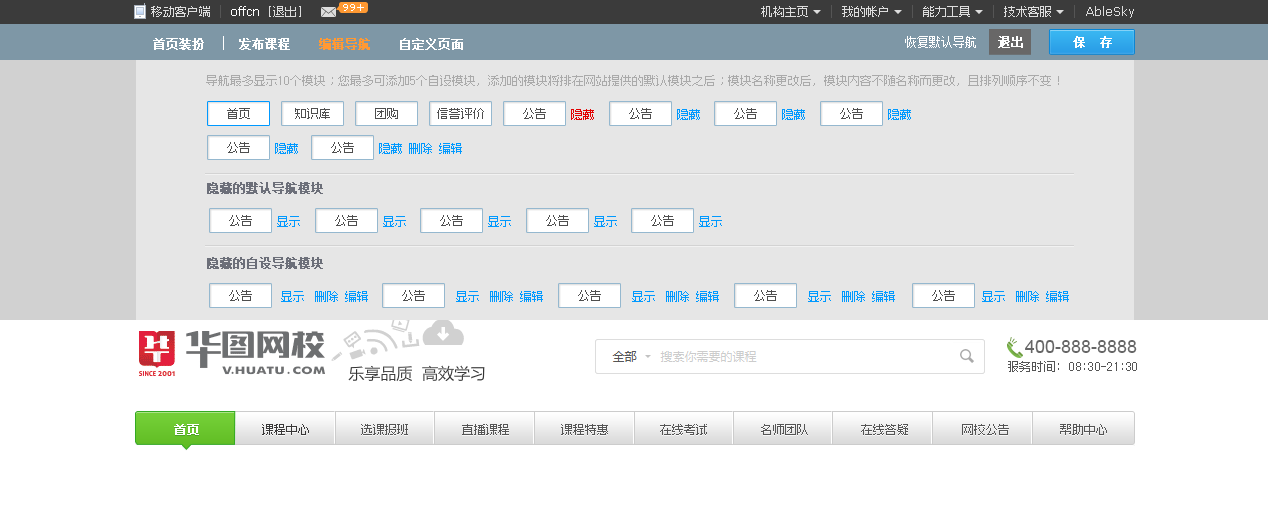 移动客户端 offcn [退出] 99+ 机构主页 我的帐户 能力工具 技术客服 AbleSky
首页装扮 发布课程 编辑导航 自定义页面 恢复默认导航 退出 保 存
导航最多显示10个模块；您最多可添加5个自设模块，添加的模块将排在网站提供的默认模块之后；模块名称更改后，模块内容不随名称而更改，且排列顺序不变！
首页 知识库 团购 信誉评价 公告 隐藏 公告 隐藏 公告 隐藏 公告 隐藏
公告 隐藏 公告 隐藏 删除 编辑
隐藏的默认导航模块
公告 显示 公告 显示 公告 显示 公告 显示 公告 显示
隐藏的自设导航模块
公告 显示 删除 编辑 公告 显示 删除 编辑 公告 显示 删除 编辑 公告 显示 删除 编辑 公告 显示 删除 编辑
华图 SINCE 2001 华图网校 V.HUATU.COM
乐享品质 高效学习
全部 搜索你需要的课程
400-888-8888
服务时间：08:30-21:30
首页 课程中心 选课报班 直播课程 课程特惠 在线考试 名师团队 在线答疑 网校公告 帮助中心